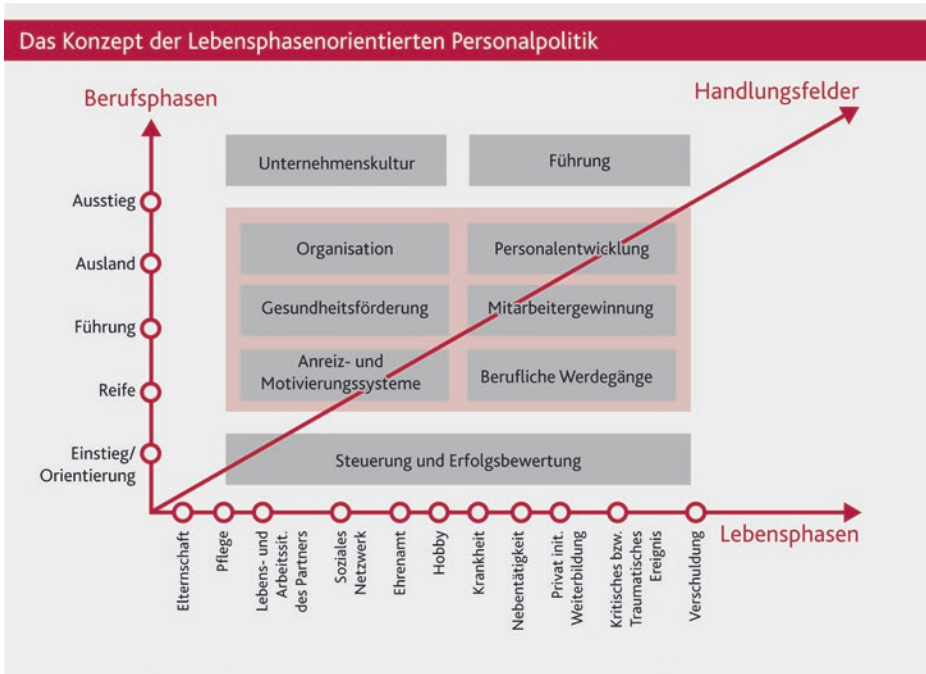 Das Konzept der Lebensphasenorientierten Personalpolitik
Berufsphasen
Handlungsfelder
Unternehmenskultur
Führung
Ausstieg
Organisation
Personalentwicklung
Ausland
Gesundheitsförderung
Mitarbeitergewinnung
Führung
Anreiz- und
Motivierungssysteme
Berufliche Werdegänge
Reife
Einstieg/
Orientierung
Steuerung und Erfolgsbewertung
Lebensphasen
Elternschaft
Pflege
Lebens- und
Arbeitssit.
des Partners
Soziales
Netzwerk
Ehrenamt
Hobby
Krankheit
Nebentätigkeit
Privat init.
Weiterbildung
Kritisches bzw.
Traumatisches
Ereignis
Verschuldung